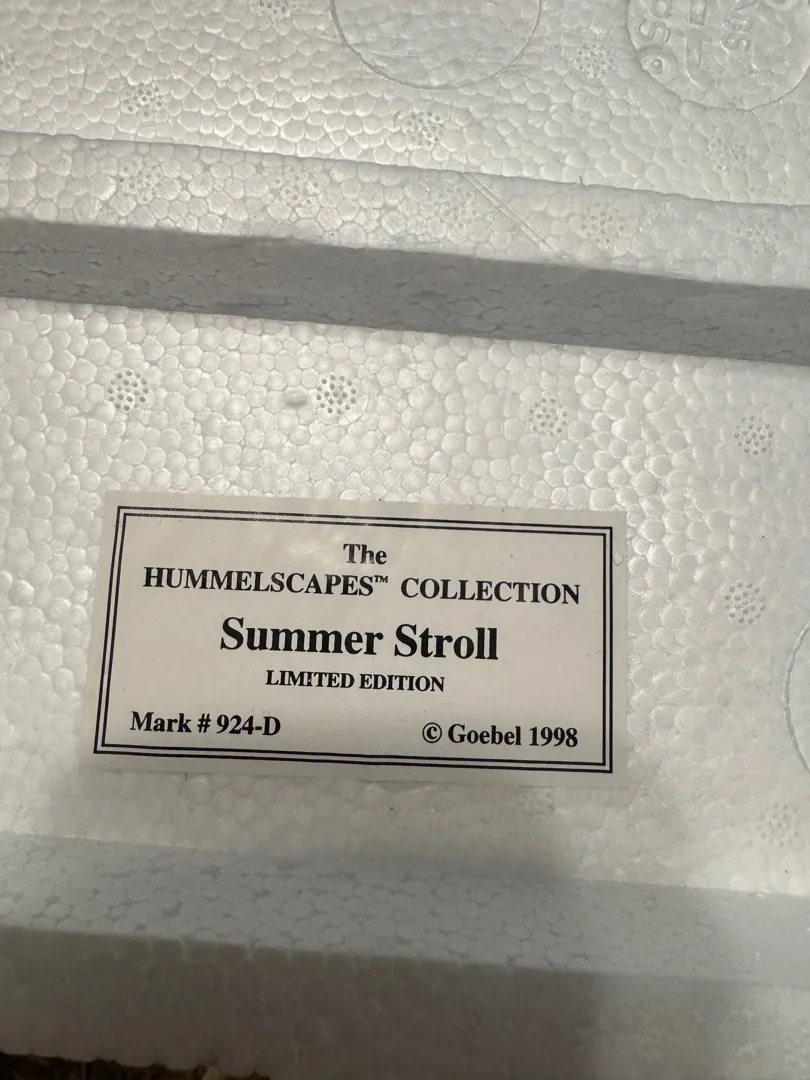 The
HUMMELSCAPES™ COLLECTION
Summer Stroll
LIMITED EDITION
Mark # 924-D
© Goebel 1998